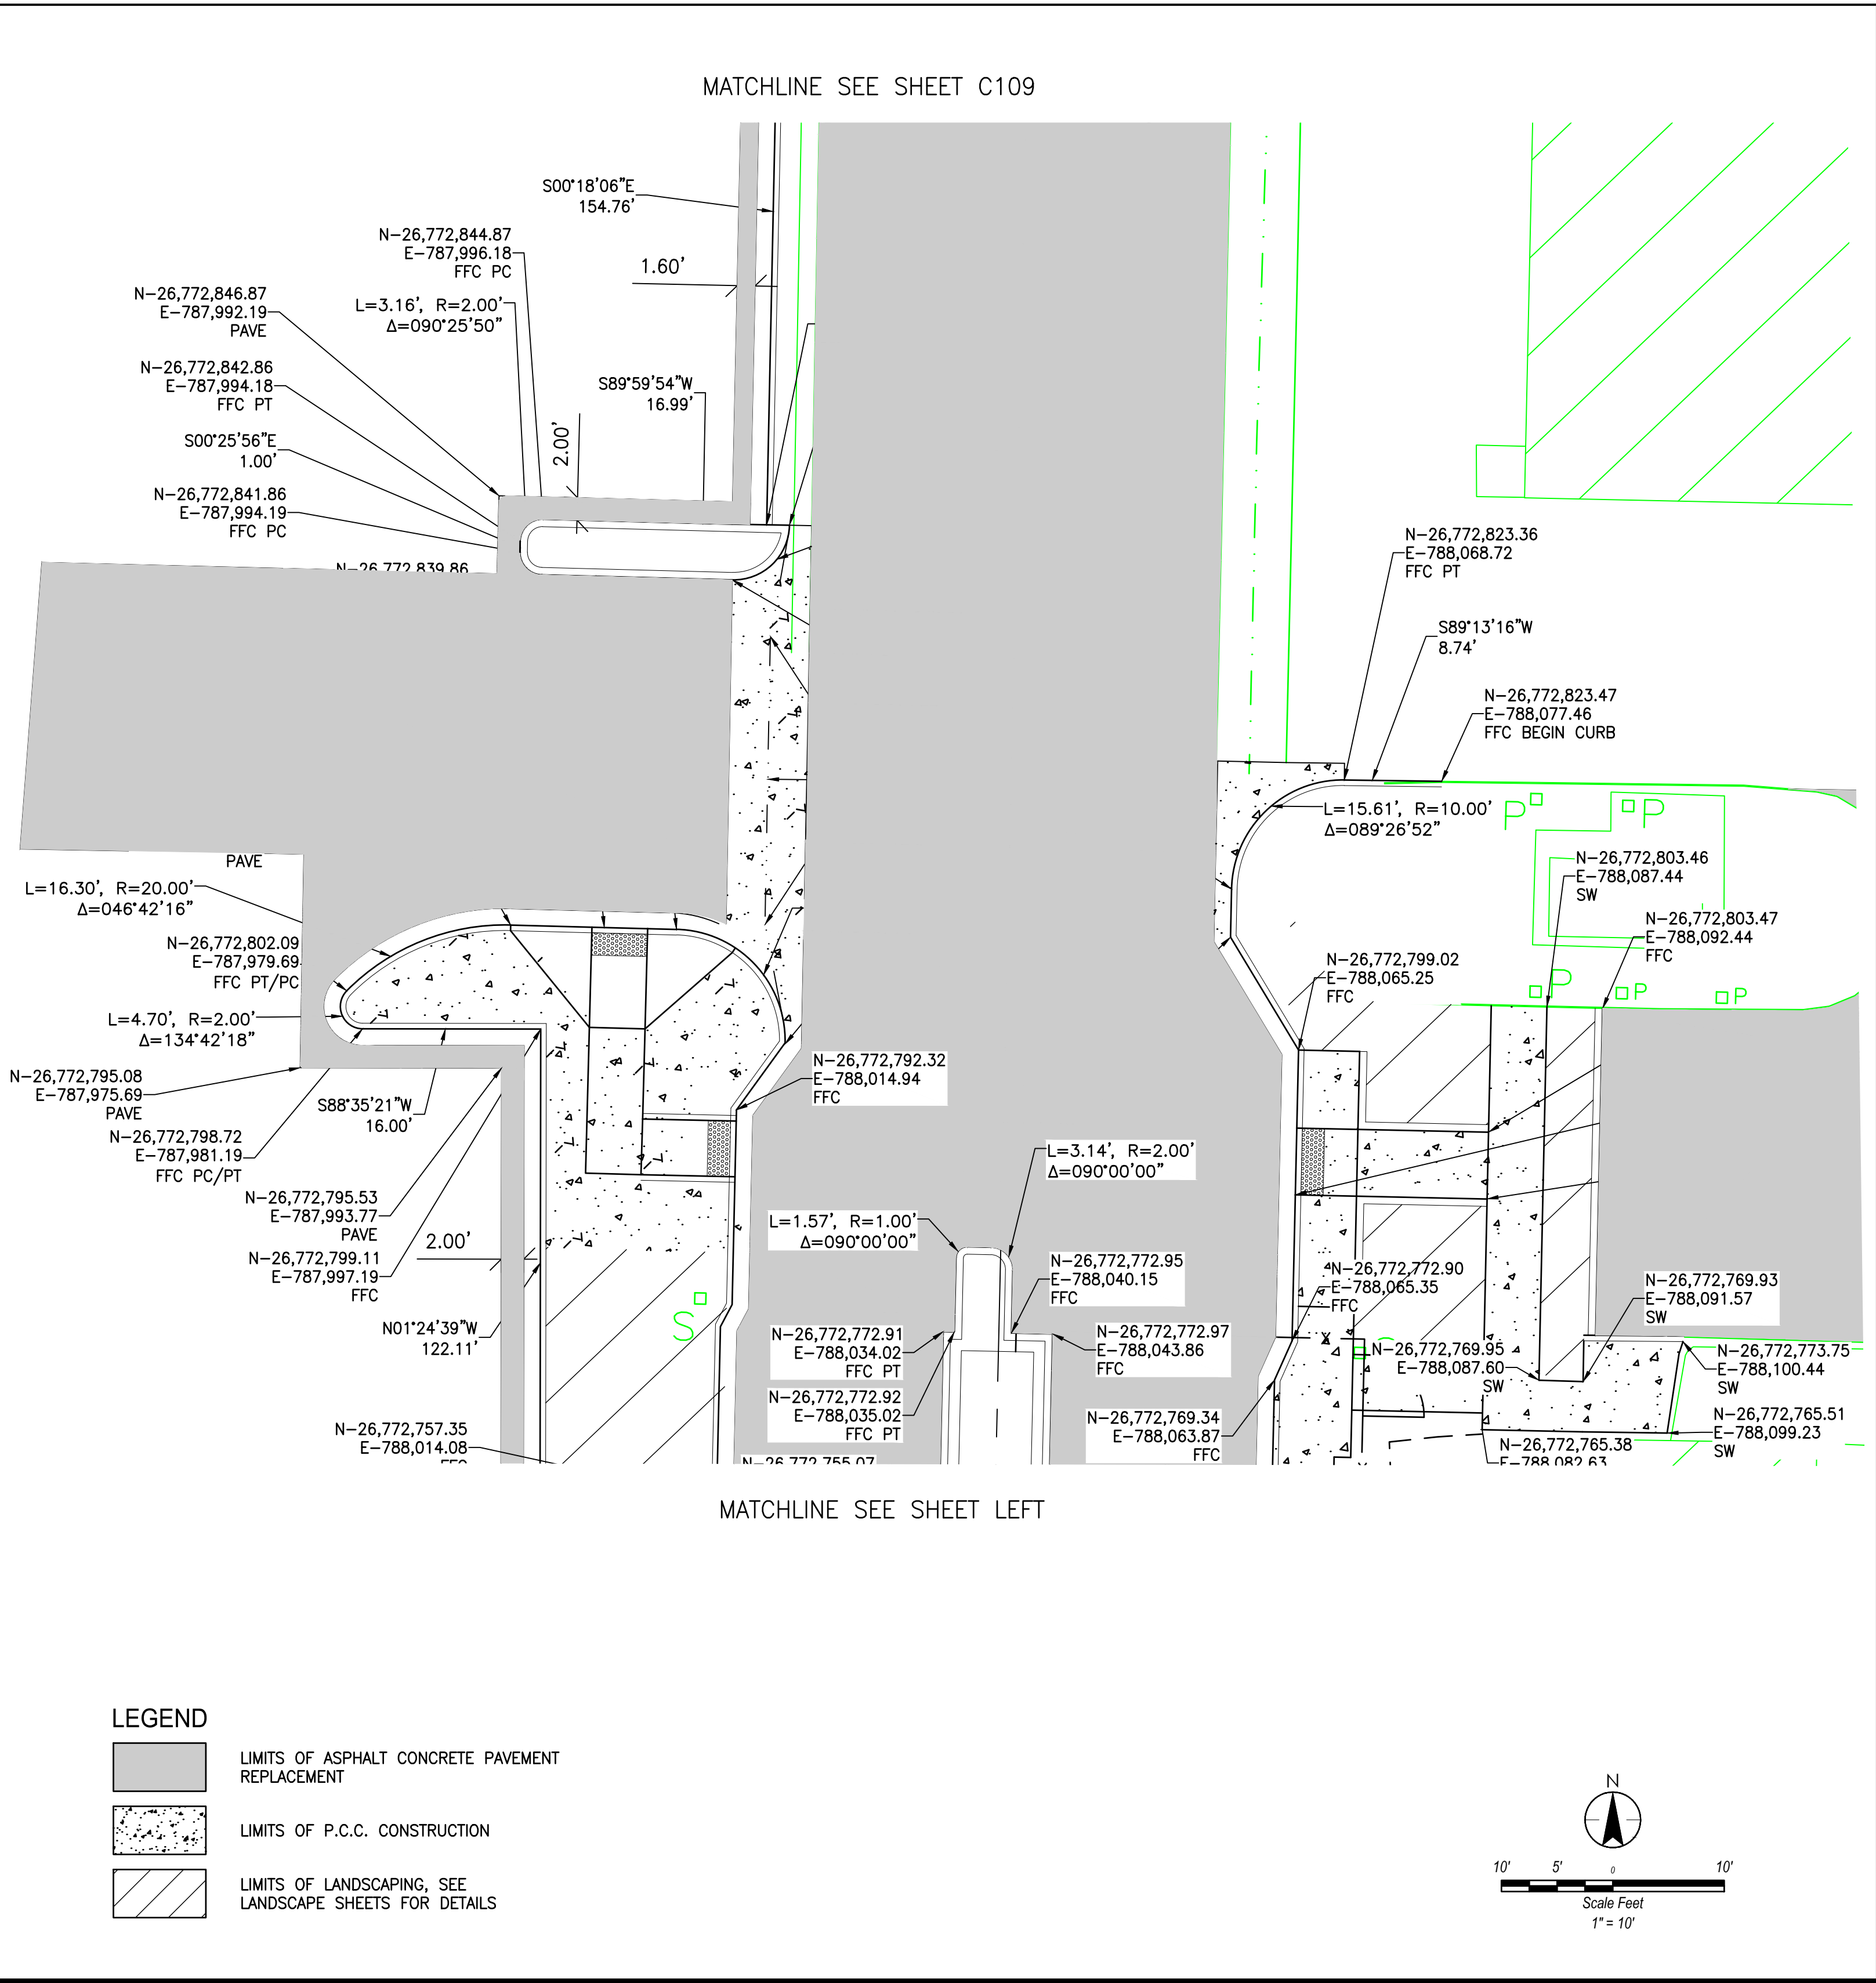 MATCHLINE SEE SHEET C109
S00°18'06"E
154.76'
N-26,772,844.87
E-787,996.18
FFC PC
1.60'
N-26,772,846.87
E-787,992.19
PAVE
L=3.16', R=2.00'
Δ=090°25'50"
N-26,772,842.86
E-787,994.18
FFC PT
S89°59'54"W
16.99'
2.00'
S00°25'56"E
1.00'
N-26,772,841.86
E-787,994.19
FFC PC
N-26,772,839.86
N-26,772,823.36
E-788,068.72
FFC PT
S89°13'16"W
8.74'
N-26,772,823.47
E-788,077.46
FFC BEGIN CURB
L=15.61', R=10.00'
Δ=089°26'52"
P
P
PAVE
N-26,772,803.46
E-788,087.44
SW
L=16.30', R=20.00'
Δ=046°42'16"
N-26,772,803.47
E-788,092.44
FFC
N-26,772,802.09
E-787,979.69
FFC PT/PC
N-26,772,799.02
E-788,065.25
FFC
P
P
P
L=4.70', R=2.00'
Δ=134°42'18"
N-26,772,792.32
E-788,014.94
FFC
N-26,772,795.08
E-787,975.69
PAVE
S88°35'21"W
16.00'
N-26,772,798.72
E-787,981.19
FFC PC/PT
L=3.14', R=2.00'
Δ=090°00'00"
N-26,772,795.53
E-787,993.77
PAVE
L=1.57', R=1.00'
Δ=090°00'00"
2.00'
N-26,772,799.11
E-787,997.19
FFC
N-26,772,772.95
E-788,040.15
FFC
N-26,772,772.90
E-788,065.35
FFC
N-26,772,769.93
E-788,091.57
SW
S
N01°24'39"W
122.11'
N-26,772,772.91
E-788,034.02
FFC PT
N-26,772,772.97
E-788,043.86
FFC
N-26,772,769.95
E-788,087.60
SW
N-26,772,773.75
E-788,100.44
SW
N-26,772,772.92
E-788,035.02
FFC PT
N-26,772,769.34
E-788,063.87
FFC
N-26,772,765.51
E-788,099.23
SW
N-26,772,757.35
E-788,014.08
FFC
N-26,772,765.38
E-788,082.63
N-26,772,755.07
MATCHLINE SEE SHEET LEFT
LEGEND
LIMITS OF ASPHALT CONCRETE PAVEMENT
REPLACEMENT
LIMITS OF P.C.C. CONSTRUCTION
LIMITS OF LANDSCAPING, SEE
LANDSCAPE SHEETS FOR DETAILS
N
10' 5' 0 10'
Scale Feet
1" = 10'